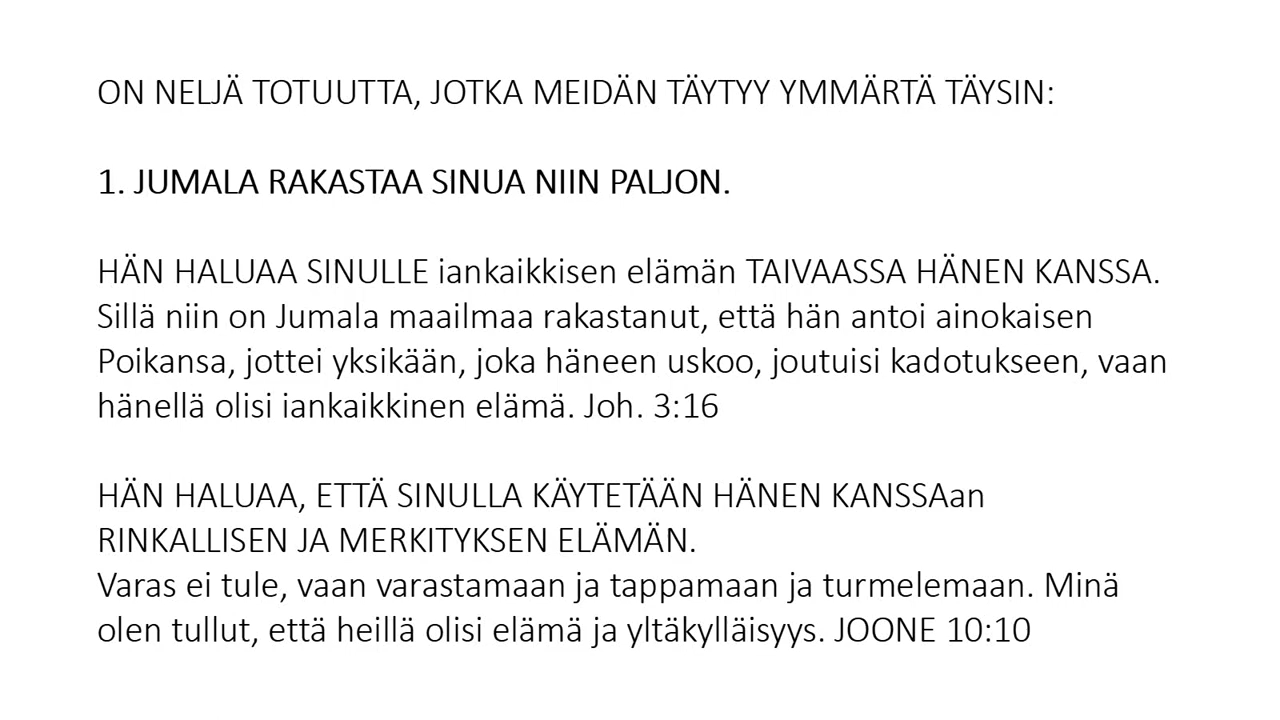 ON NELJÄ TOTUUTTA, JOTKA MEIDÄN TÄYTYY YMMÄRTÄ TÄYSIN:
1. JUMALA RAKASTAA SINUA NIIN PALJON.
HÄN HALUAA SINULLE iankaikkisen elämän TAIVAASSA HÄNEN KANSSA.
Sillä niin on Jumala maailmaa rakastanut, että hän antoi ainokaisen
Poikansa, jottei yksikään, joka häneen uskoo, joutuisi kadotukseen, vaan
hänellä olisi iankaikkinen elämä. Joh. 3:16
HÄN HALUAA, ETTÄ SINULLA KÄYTETÄÄN HÄNEN KANSSAan
RINKALLISEN JA MERKITYKSEN ELÄMÄN.
Varas ei tule, vaan varastamaan ja tappamaan ja turmelemaan. Minä
olen tullut, että heillä olisi elämä ja yltäkylläisyys. JOONE 10:10